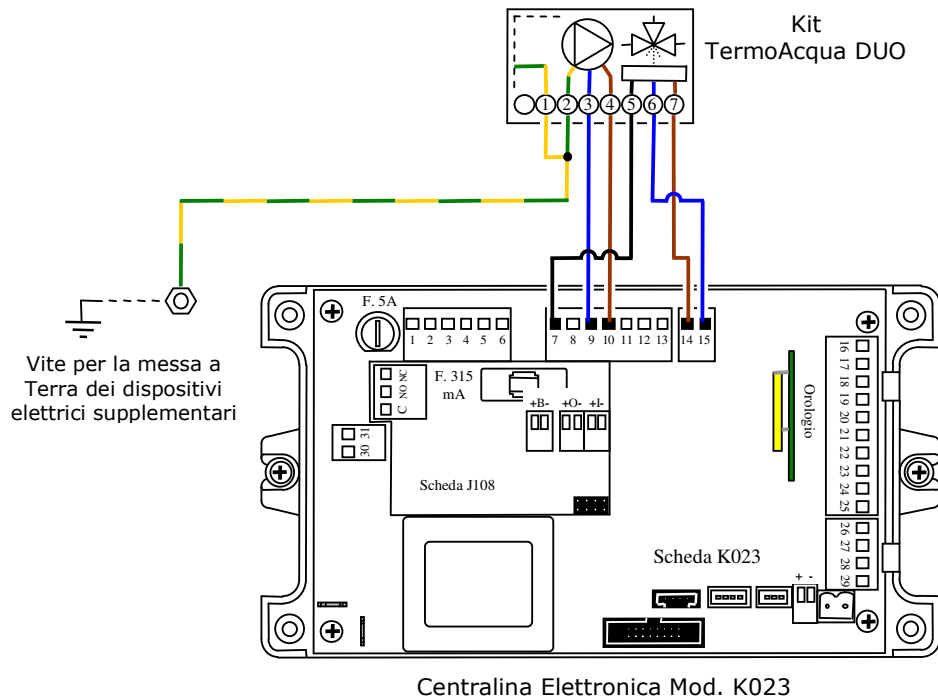 Kit
TermoAcqua DUO
1 2 3 4 5 6 7
F. 5A
1 2 3 4 5 6
7 8 9 10 11 12 13
14 15
Vite per la messa a
Terra dei dispositivi
elettrici supplementari
C NO NC
F. 315
mA
+B- +O- +I-
30 31
Scheda J108
Orologio
16
17
18
19
20
21
22
23
24
25
26
27
28
29
Scheda K023
+ -
Centralina Elettronica Mod. K023